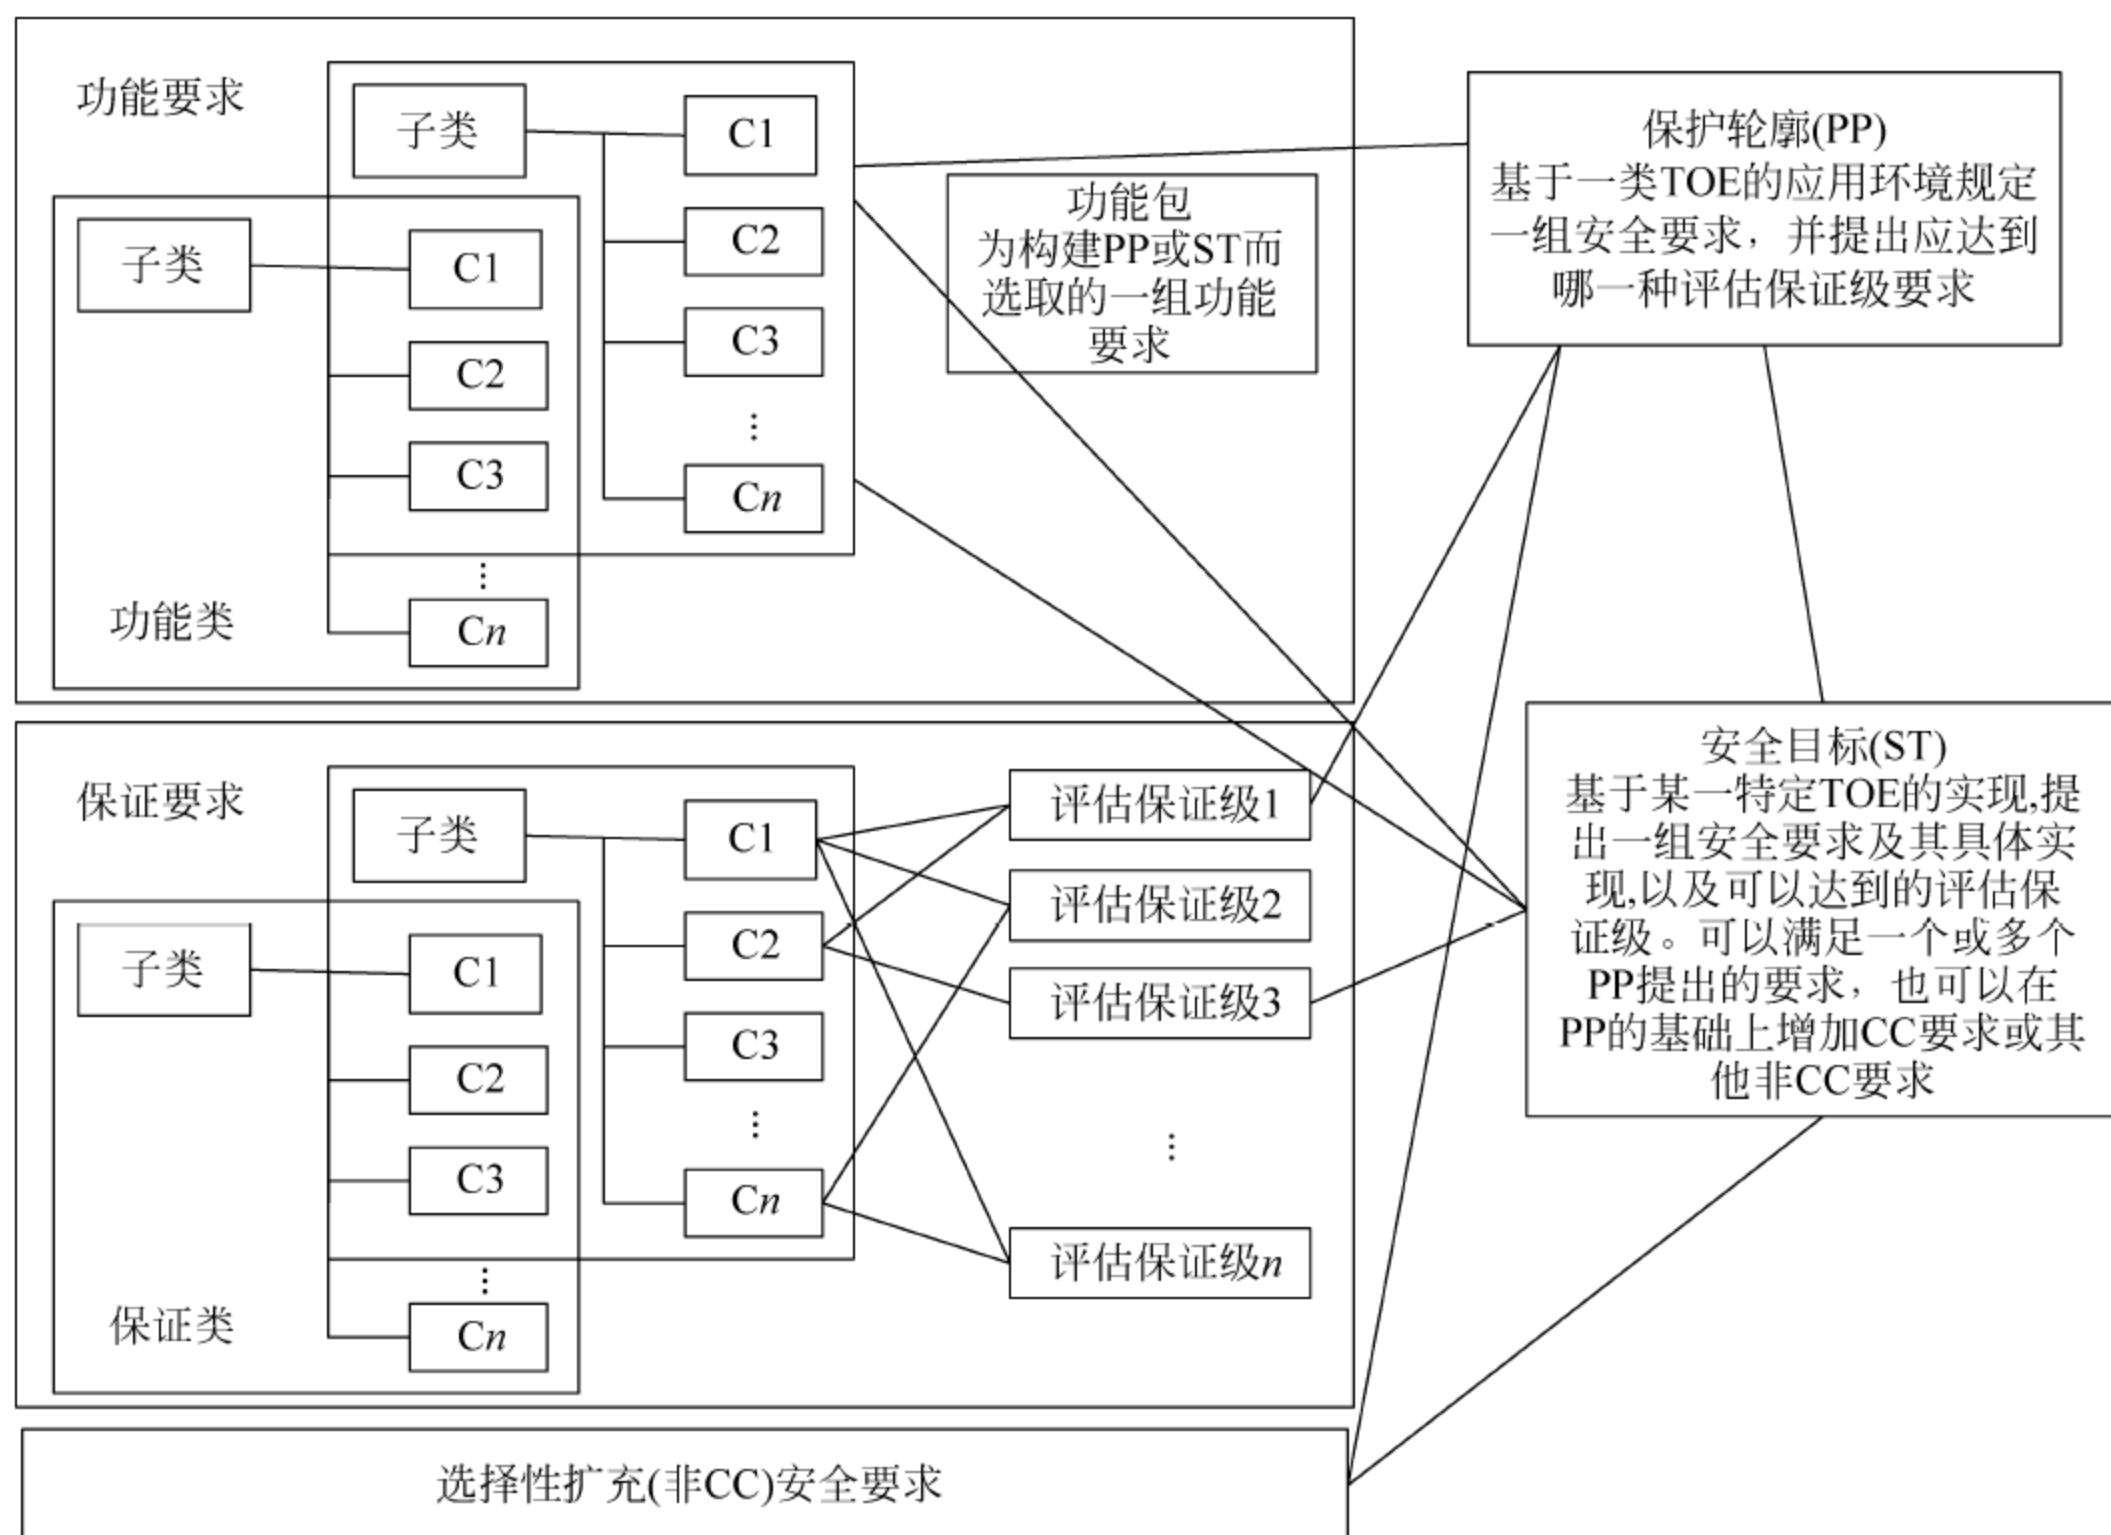 功能要求
子类
C1
C2
C3
⋮
Cn
子类
C1
C2
C3
⋮
Cn
功能类
功能包
为构建PP或ST而
选取的一组功能
要求
保护轮廓(PP)
基于一类TOE的应用环境规定
一组安全要求，并提出应达到
哪一种评估保证级要求
保证要求
子类
C1
C2
C3
⋮
Cn
子类
C1
C2
C3
⋮
Cn
保证类
评估保证级1
评估保证级2
评估保证级3
⋮
评估保证级n
安全目标(ST)
基于某一特定TOE的实现,提
出一组安全要求及其具体实
现,以及可以达到的评估保
证级。可以满足一个或多个
PP提出的要求，也可以在
PP的基础上增加CC要求或其
他非CC要求
选择性扩充(非CC)安全要求